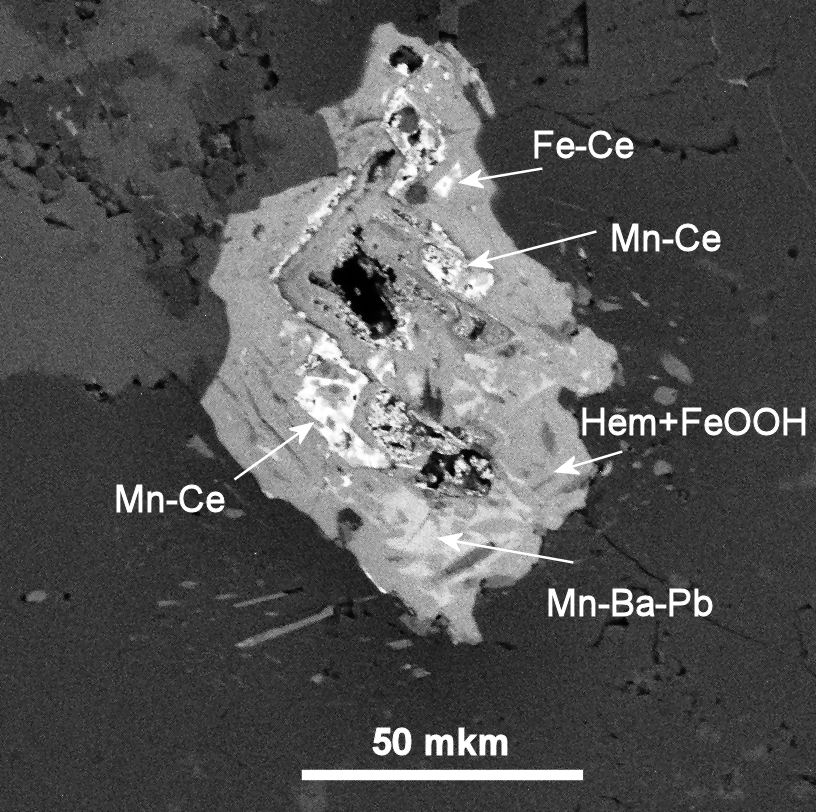 Fe-Ce
Mn-Ce
Hem+FeOOH
Mn-Ce
Mn-Ba-Pb
50 mkm